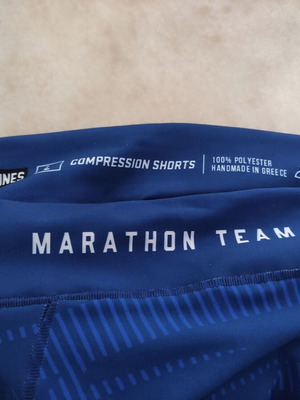 COMPRESSION SHORTS
100% POLYESTER
HANDMADE IN GREECE
MARATHON TEAM